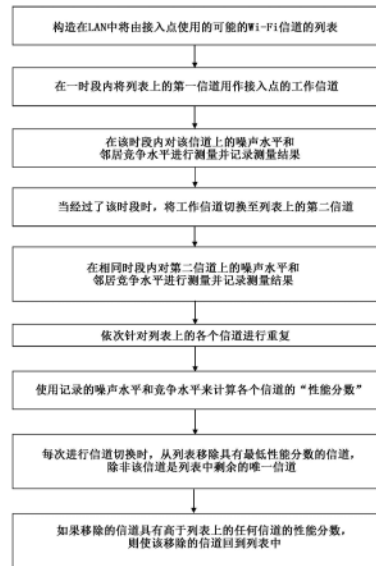 构造在LAN中将由接入点使用的可能的Wi-Fi信道的列表
在一时段内将列表上的第一信道用作接入点的工作信道
在该时段内对该信道上的噪声水平和
邻居竞争水平进行测量并记录测量结果
当经过了该时段时，将工作信道切换至列表上的第二信道
在相同时段内对第二信道上的噪声水平和
邻居竞争水平进行测量并记录测量结果
依次针对列表上的各个信道进行重复
使用记录的噪声水平和竞争水平来计算各个信道的“性能分数”
每次进行信道切换时，从列表移除具有最低性能分数的信道，
除非该信道是列表中剩余的唯一信道
如果移除的信道具有高于列表上的任何信道的性能分数，
则使该移除的信道回到列表中